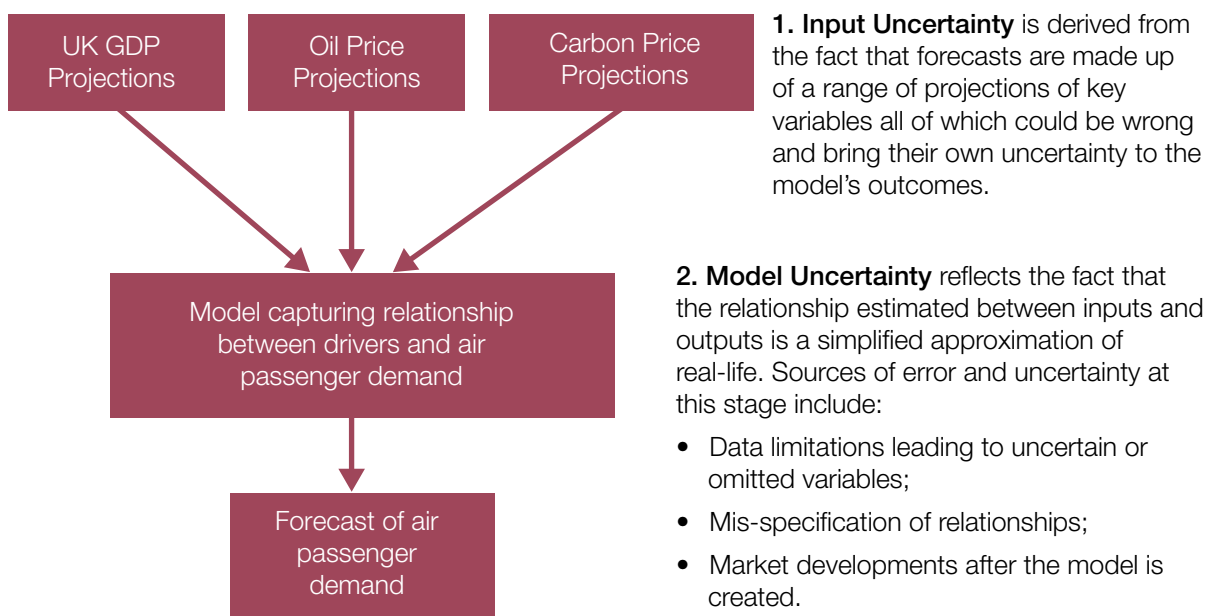 UK GDP
Projections
Oil Price
Projections
Carbon Price
Projections
1. Input Uncertainty is derived from
the fact that forecasts are made up
of a range of projections of key
variables all of which could be wrong
and bring their own uncertainty to the
model’s outcomes.
Model capturing relationship
between drivers and air
passenger demand
2. Model Uncertainty reflects the fact that
the relationship estimated between inputs and
outputs is a simplified approximation of
real-life. Sources of error and uncertainty at
this stage include:
• Data limitations leading to uncertain or
omitted variables;
• Mis-specification of relationships;
• Market developments after the model is
created.
Forecast of air
passenger
demand